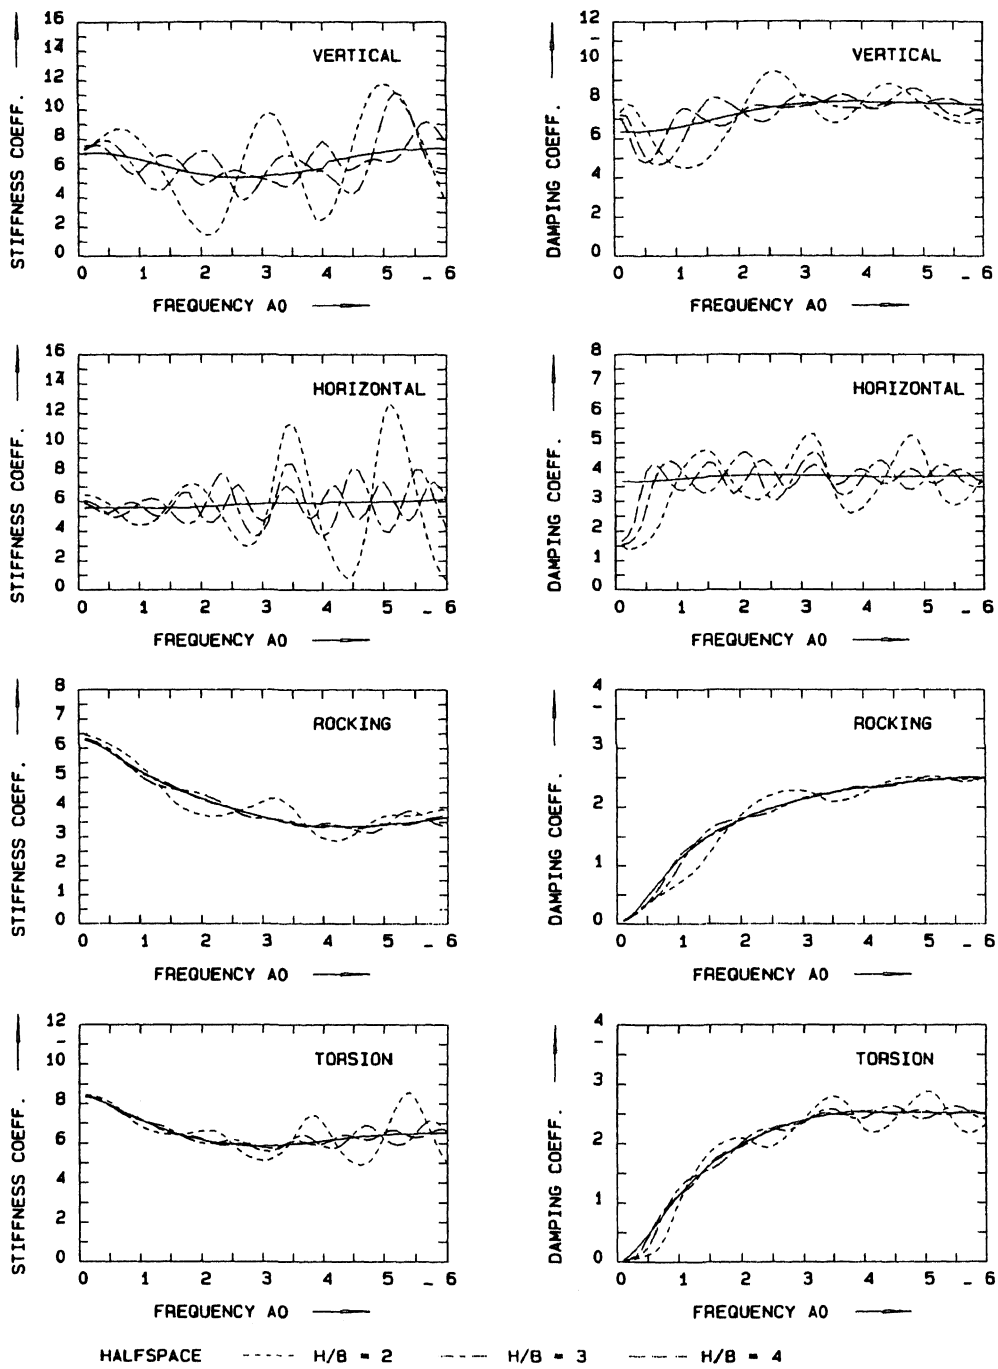 16
14
12
10
8
6
4
2
0
STIFFNESS COEFF.
VERTICAL
0 1 2 3 4 5 _ 6
FREQUENCY A0
12
10
8
6
4
2
0
DAMPING COEFF.
VERTICAL
0 1 2 3 4 5 _ 6
FREQUENCY A0
16
14
12
10
8
6
4
2
0
STIFFNESS COEFF.
HORIZONTAL
0 1 2 3 4 5 _ 6
FREQUENCY A0
8
7
6
5
4
3
2
1
0
DAMPING COEFF.
HORIZONTAL
0 1 2 3 4 5 _ 6
FREQUENCY A0
8
7
6
5
4
3
2
1
0
STIFFNESS COEFF.
ROCKING
0 1 2 3 4 5 _ 6
FREQUENCY A0
4
3
2
1
0
DAMPING COEFF.
ROCKING
0 1 2 3 4 5 _ 6
FREQUENCY A0
12
10
8
6
4
2
0
STIFFNESS COEFF.
TORSION
0 1 2 3 4 5 _ 6
FREQUENCY A0
4
3
2
1
0
DAMPING COEFF.
TORSION
0 1 2 3 4 5 _ 6
FREQUENCY A0
HALFSPACE H/B = 2 H/B = 3 H/B = 4